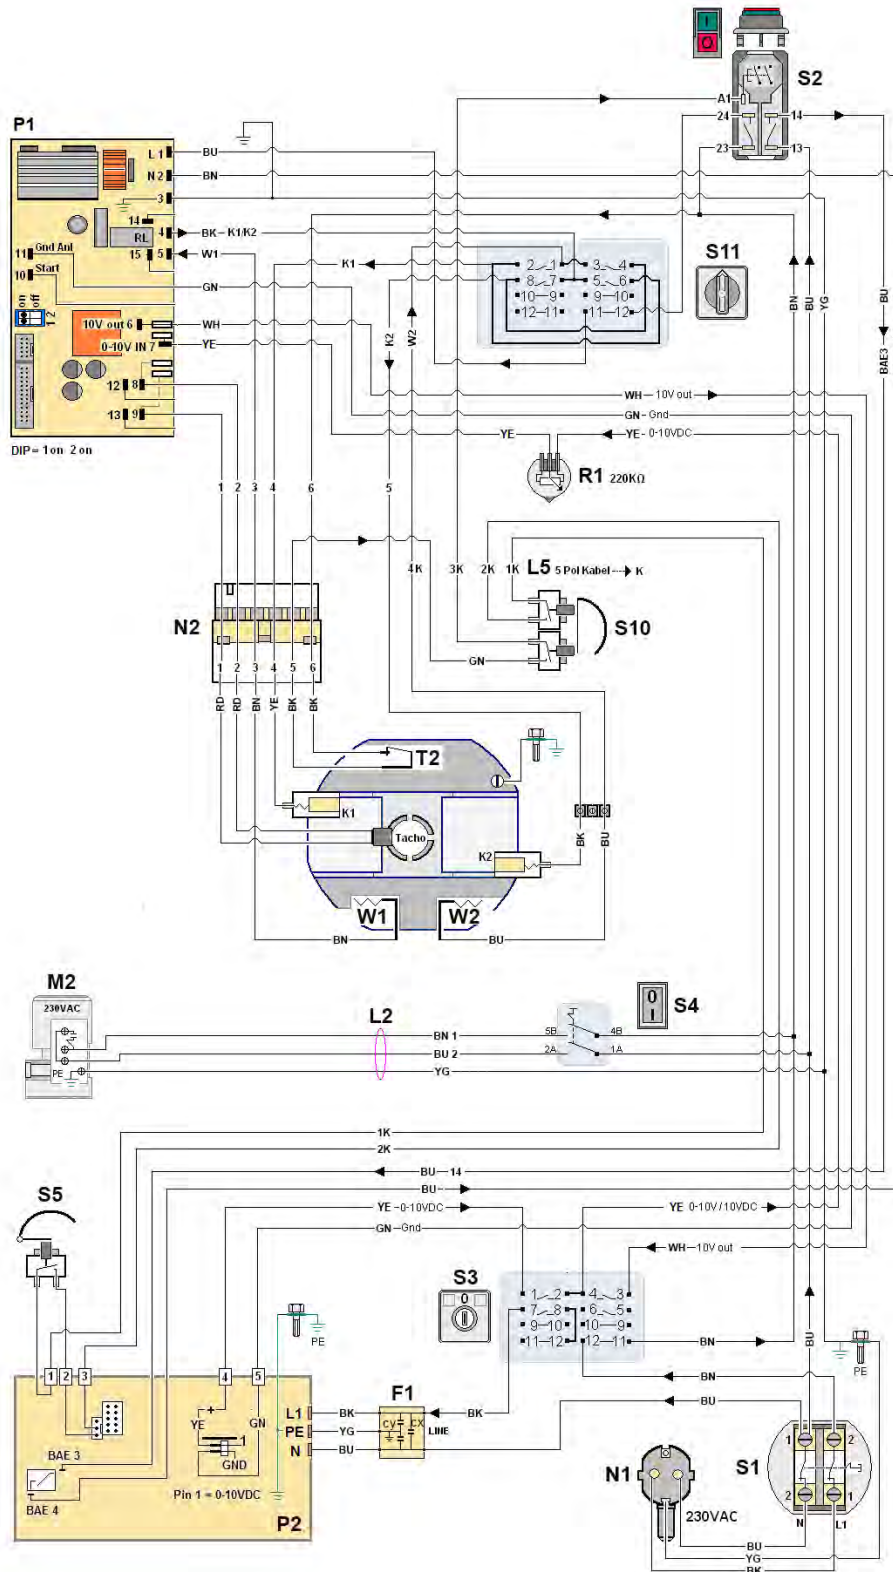 I
O
S2
A1
24
14
23
13
P1
L 1
BU
N 2
BN
3
14
RL
4
BK
K1/K2
Gnd Ant
11
15
5
W1
Start
10
GN
on
off
1 2
10V out 6
WH
0-10V IN 7
YE
12
8
13
9
DIP = 1 on 2 on
K1
2
1
3
4
8
7
5
6
10
9
9
10
12
11
11
12
S11
K2
W2
BN
BU
YG
BU
BAE3
WH
10V out
GN
Gnd
YE
YE
0-10VDC
R1 220KΩ
1
2
3
4
6
5
4K
3K
2K
1K
L5 5 Pol Kabel ----> K
S10
GN
N2
1
2
3
4
5
6
RD
RD
BN
YE
BK
BK
T2
K1
Tacho
K2
BK
BU
W1
W2
BN
BU
M2
230VAC
PE
L2
BN 1
BU 2
YG
5B
4B
2A
1A
0
I
S4
1K
2K
BU
14
BU
S5
YE
0-10VDC
YE
0-10V / 10VDC
GN
Gnd
WH
10V out
S3
0
1
2
4
3
7
8
6
5
9
10
10
9
11
12
12
11
PE
BN
BN
BU
BU
PE
1
2
3
4
5
YE
+
1
GN
GND
Pin 1 = 0-10VDC
BAE 3
BAE 4
P2
L1
PE
N
BK
YG
BU
F1
CY
CX
LINE
BK
N1
230VAC
S1
1
2
2
1
N
L1
BU
YG
BK